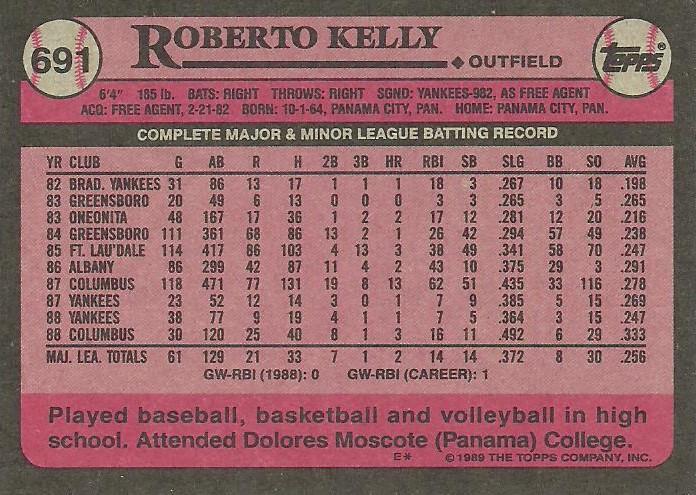 691
ROBERTO KELLY
◆ OUTFIELD
TOPPS®
6'4" 185 lb. BATS: RIGHT THROWS: RIGHT SGND: YANKEES-982, AS FREE AGENT
ACQ: FREE AGENT, 2-21-82 BORN: 10-1-64, PANAMA CITY, PAN. HOME: PANAMA CITY, PAN.
COMPLETE MAJOR & MINOR LEAGUE BATTING RECORD
YR CLUB G AB R H 2B 3B HR RBI SB SLG BB SO AVG
82 BRAD. YANKEES 31 86 13 17 1 1 1 18 3 .267 10 18 .198
83 GREENSBORO 20 49 6 13 0 0 0 3 3 .265 3 .5 .265
83 ONEONITA 48 167 17 36 1 2 2 17 12 .281 12 20 .216
84 GREENSBORO 111 361 68 86 13 2 1 26 42 .294 57 49 .238
85 FT. LAU'DALE 114 417 86 103 4 13 3 38 49 .341 58 70 .247
86 ALBANY 86 299 42 87 11 4 2 43 10 .375 29 3 .291
87 COLUMBUS 118 471 77 131 19 8 13 62 51 .435 33 116 .278
87 YANKEES 23 52 12 14 3 0 1 7 9 .385 5 15 .269
88 YANKEES 38 77 9 19 4 1 1 7 5 .364 3 15 .247
88 COLUMBUS 30 120 25 40 8 1 3 16 11 .492 6 29 .333
MAJ. LEA. TOTALS 61 129 21 33 7 1 2 14 14 .372 8 30 .256
GW-RBI (1988): 0 GW-RBI (CAREER): 1
Played baseball, basketball and volleyball in high
school. Attended Dolores Moscote (Panama) College.
E* ©1989 THE TOPPS COMPANY, INC.